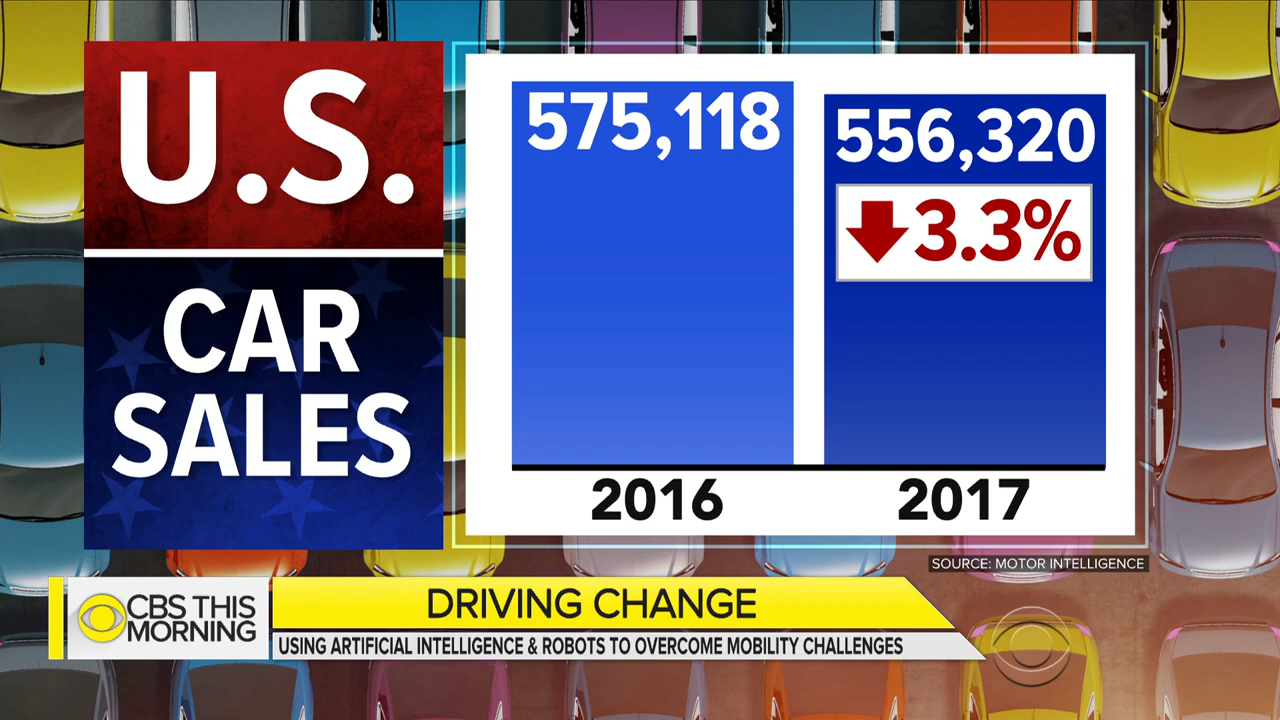 U.S.
CAR
SALES
575,118
556,320
3.3%
2016
2017
SOURCE: MOTOR INTELLIGENCE
CBS THIS
MORNING
DRIVING CHANGE
USING ARTIFICIAL INTELLIGENCE & ROBOTS TO OVERCOME MOBILITY CHALLENGES